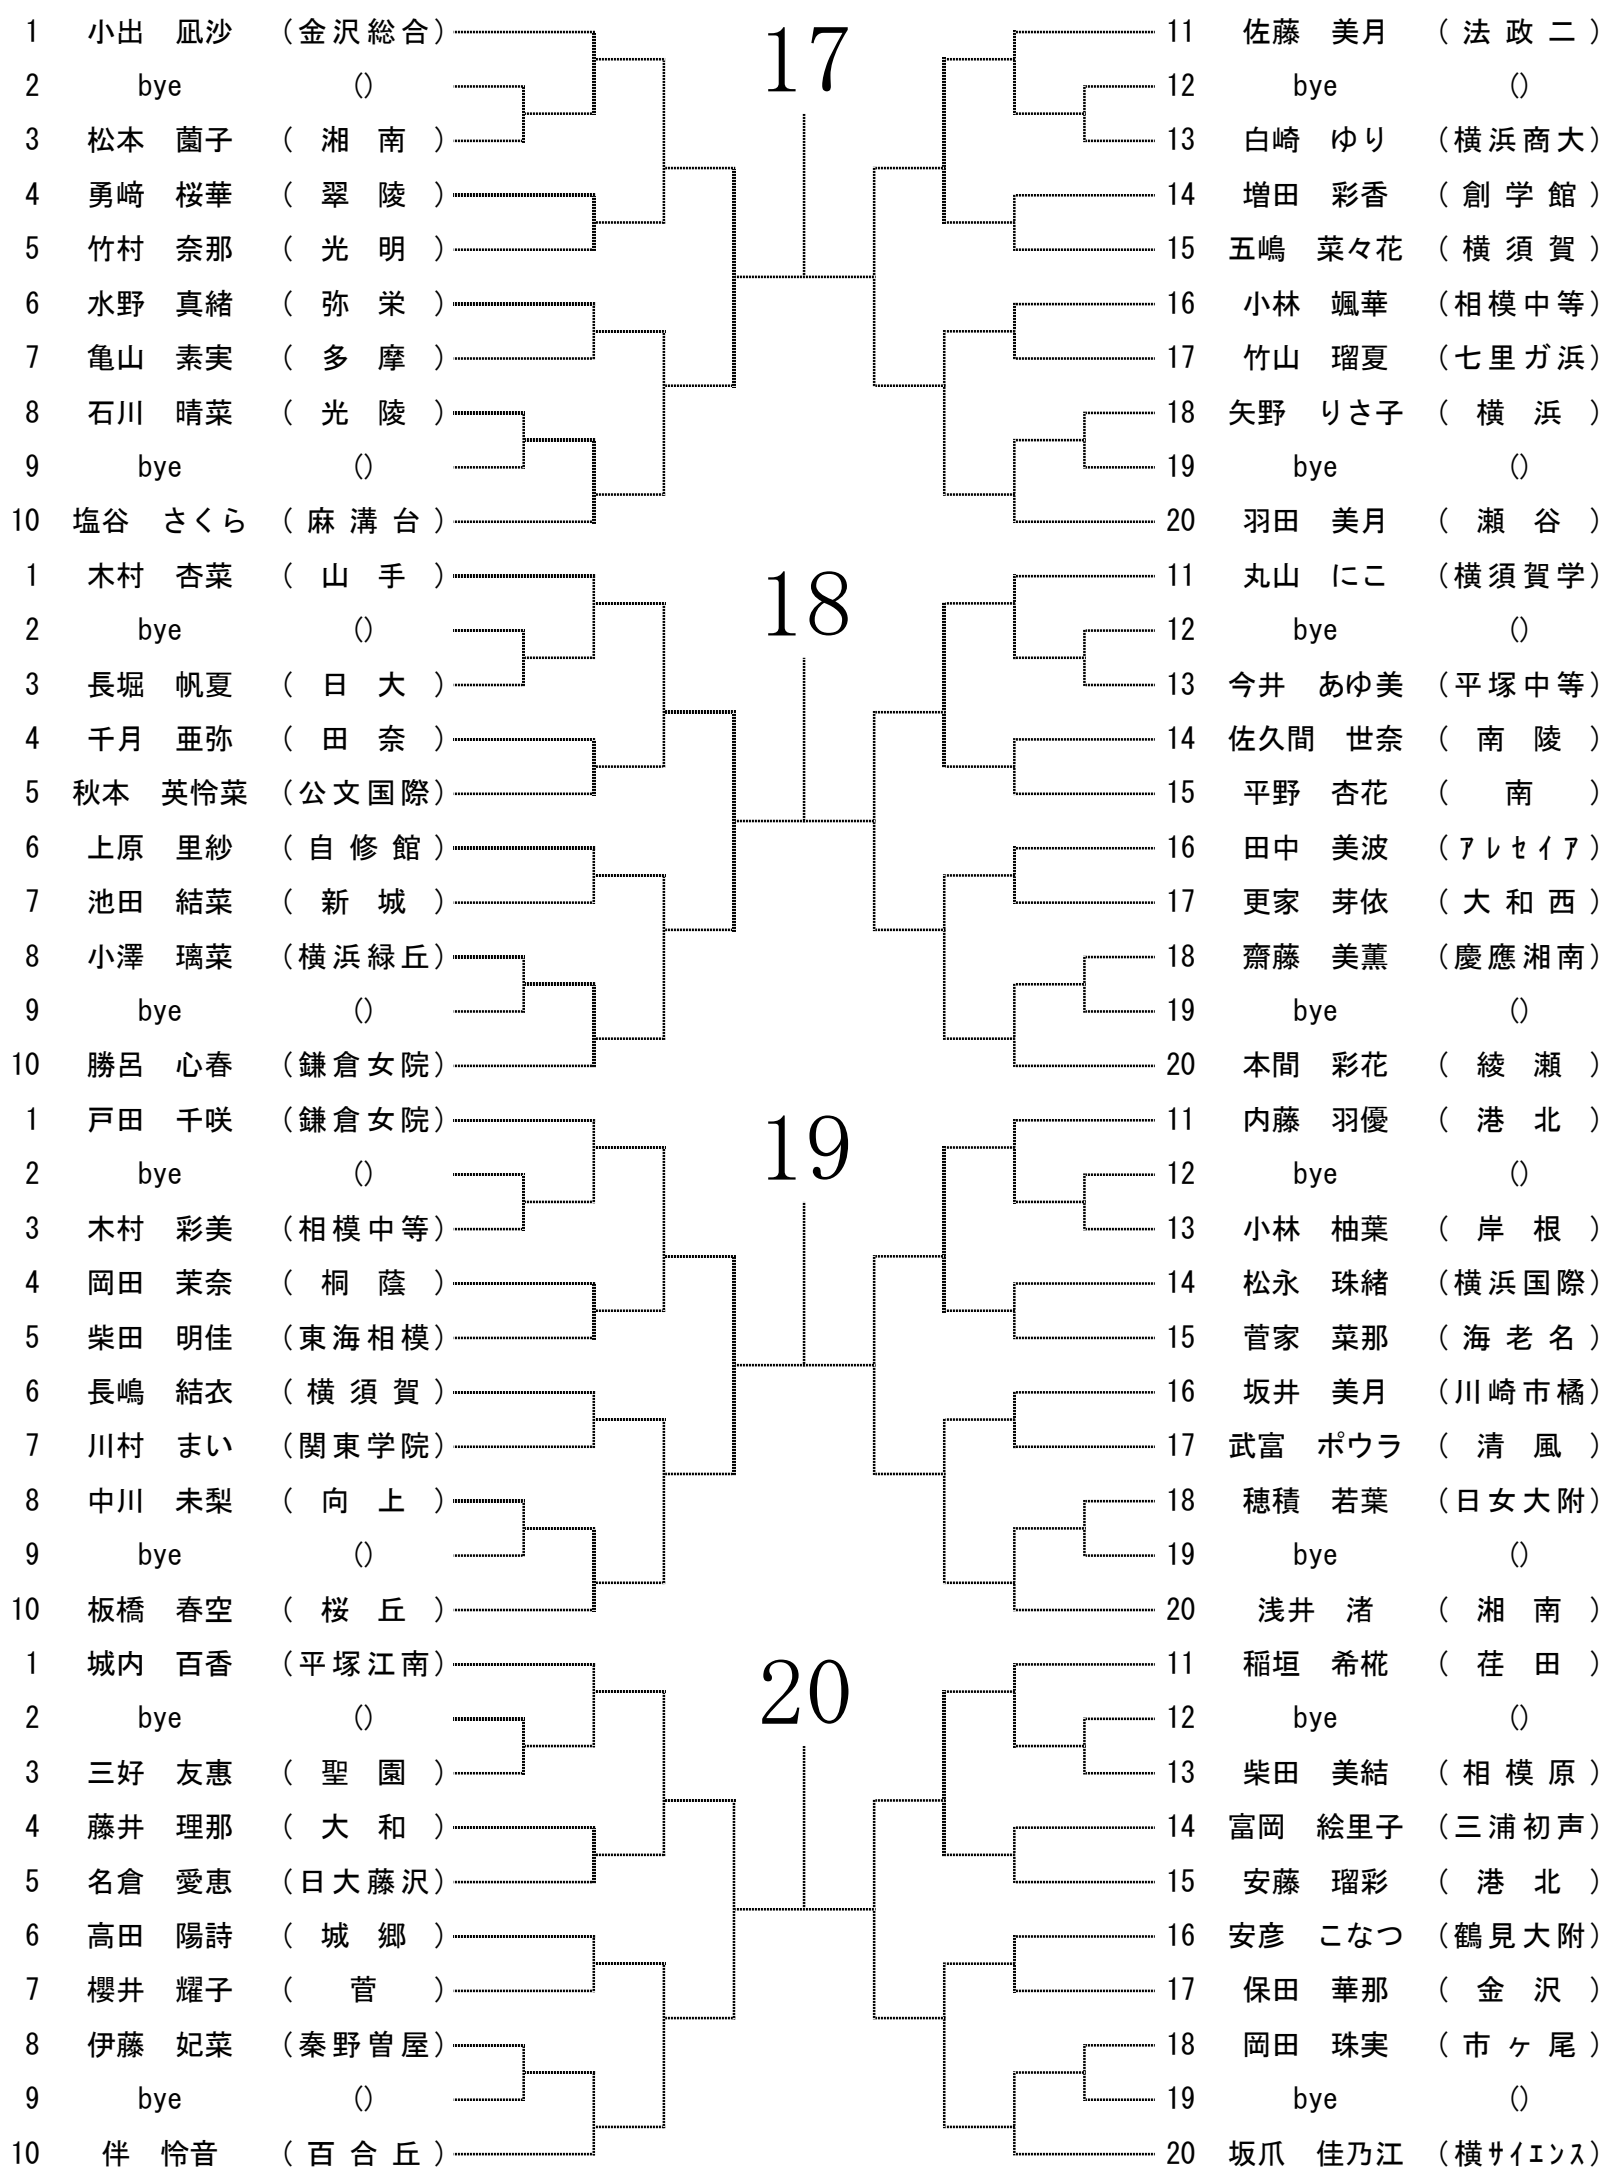 1 小出 凪沙 (金沢総合) 17 11 佐藤 美月 (法政二)
2 bye () 12 bye ()
3 松本 薗子 (湘南) 13 白崎 ゆり (横浜商大)
4 勇﨑 桜華 (翠陵) 14 増田 彩香 (創学館)
5 竹村 奈那 (光明) 15 五嶋 菜々花 (横須賀)
6 水野 真緒 (弥栄) 16 小林 颯華 (相模中等)
7 亀山 素実 (多摩) 17 竹山 瑠夏 (七里ガ浜)
8 石川 晴菜 (光陵) 18 矢野 りさ子 (横浜)
9 bye () 19 bye ()
10 塩谷 さくら (麻溝台) 20 羽田 美月 (瀬谷)
1 木村 杏菜 (山手) 18 11 丸山 にこ (横須賀学)
2 bye () 12 bye ()
3 長堀 帆夏 (日大) 13 今井 あゆ美 (平塚中等)
4 千月 亜弥 (田奈) 14 佐久間 世奈 (南陵)
5 秋本 英怜菜 (公文国際) 15 平野 杏花 (南)
6 上原 里紗 (自修館) 16 田中 美波 (ｱﾚｾｲｱ)
7 池田 結菜 (新城) 17 更家 芽依 (大和西)
8 小澤 璃菜 (横浜緑丘) 18 齋藤 美薫 (慶應湘南)
9 bye () 19 bye ()
10 勝呂 心春 (鎌倉女院) 20 本間 彩花 (綾瀬)
1 戸田 千咲 (鎌倉女院) 19 11 内藤 羽優 (港北)
2 bye () 12 bye ()
3 木村 彩美 (相模中等) 13 小林 柚葉 (岸根)
4 岡田 茉奈 (桐蔭) 14 松永 珠緒 (横浜国際)
5 柴田 明佳 (東海相模) 15 菅家 菜那 (海老名)
6 長嶋 結衣 (横須賀) 16 坂井 美月 (川崎市橘)
7 川村 まい (関東学院) 17 武富 ポウラ (清風)
8 中川 未梨 (向上) 18 穂積 若葉 (日女大附)
9 bye () 19 bye ()
10 板橋 春空 (桜丘) 20 浅井 渚 (湘南)
1 城内 百香 (平塚江南) 20 11 稲垣 希椛 (荏田)
2 bye () 12 bye ()
3 三好 友惠 (聖園) 13 柴田 美結 (相模原)
4 藤井 理那 (大和) 14 富岡 絵里子 (三浦初声)
5 名倉 愛恵 (日大藤沢) 15 安藤 瑠彩 (港北)
6 高田 陽詩 (城郷) 16 安彦 こなつ (鶴見大附)
7 櫻井 耀子 (菅) 17 保田 華那 (金沢)
8 伊藤 妃菜 (秦野曽屋) 18 岡田 珠実 (市ヶ尾)
9 bye () 19 bye ()
10 伴 怜音 (百合丘) 20 坂爪 佳乃江 (横ｻｲｴﾝｽ)